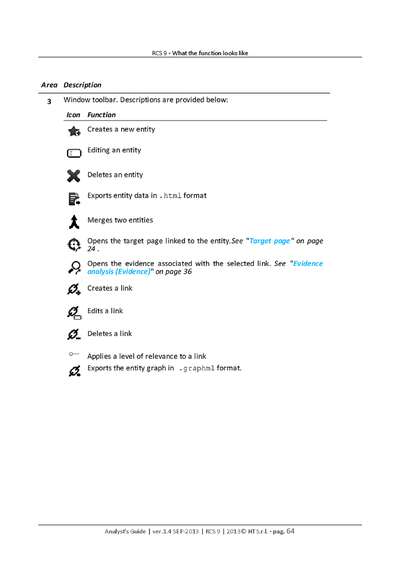 RCS 9 - What the function looks like
Area Description
3 Window toolbar. Descriptions are provided below:
Icon Function
Creates a new entity
Editing an entity
Deletes an entity
Exports entity data in .html format
Merges two entities
Opens the target page linked to the entity.See "Target page" on page
24 .
Opens the evidence associated with the selected link. See "Evidence
analysis (Evidence)" on page 36
Creates a link
Edits a link
Deletes a link
Applies a level of relevance to a link
Exports the entity graph in .graphml format.
Analyst's Guide | ver.1.4 SEP-2013 | RCS 9 | 2013© HT S.r.l. - pag. 64